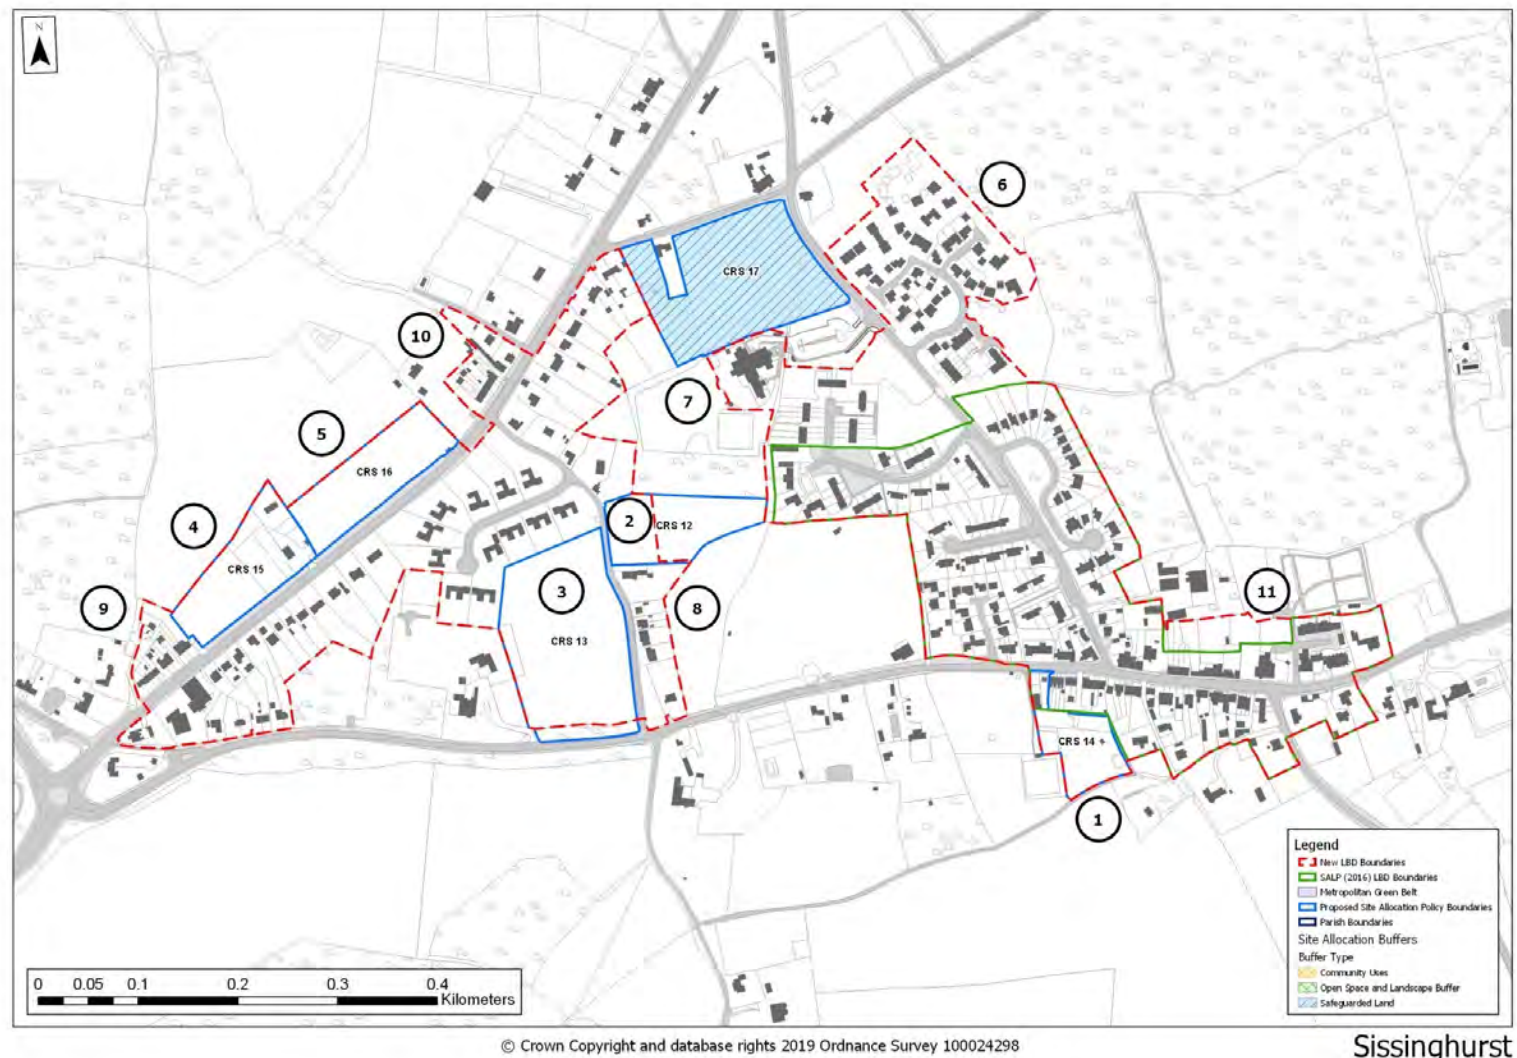 N
6
CRS 17
10
7
5
CRS 16
4
2
CRS 12
CRS 15
9
3
8
11
CRS 13
CRS 14 +
1
Legend
New LBD Boundaries
SALP (2016) LBD Boundaries
Metropolitan Green Belt
Proposed Site Allocation Policy Boundaries
Parish Boundaries
Site Allocation Buffers
Buffer Type
Community Uses
Open Space and Landscape Buffer
Safeguarded Land
0 0.05 0.1 0.2 0.3 0.4
Kilometers
© Crown Copyright and database rights 2019 Ordnance Survey 100024298
Sissinghurst